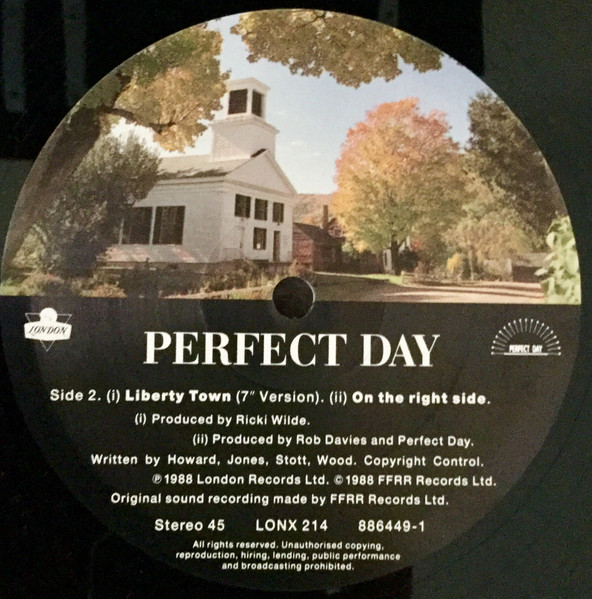 LONDON
PERFECT DAY
PERFECT DAY
Side 2. (i) Liberty Town (7" Version). (ii) On the right side.
(i) Produced by Ricki Wilde.
(ii) Produced by Rob Davies and Perfect Day.
Written by Howard, Jones, Stott, Wood. Copyright Control.
℗1988 London Records Ltd. ©1988 FFRR Records Ltd.
Original sound recording made by FFRR Records Ltd.
Stereo 45 LONX 214 886449-1
All rights reserved. Unauthorised copying,
reproduction, hiring, lending, public performance
and broadcasting prohibited.